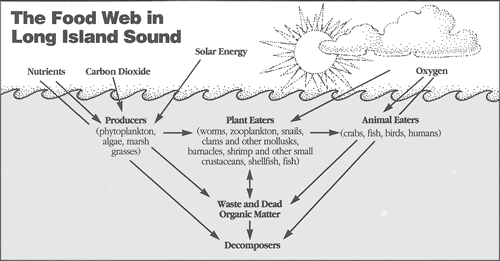 The Food Web in
Long Island Sound
Solar Energy
Nutrients
Carbon Dioxide
Oxygen
Producers
(phytoplankton,
algae, marsh
grasses)
Plant Eaters
(worms, zooplankton, snails,
clams and other mollusks,
barnacles, shrimp and other small
crustaceans, shellfish, fish)
Animal Eaters
(crabs, fish, birds, humans)
Waste and Dead
Organic Matter
Decomposers